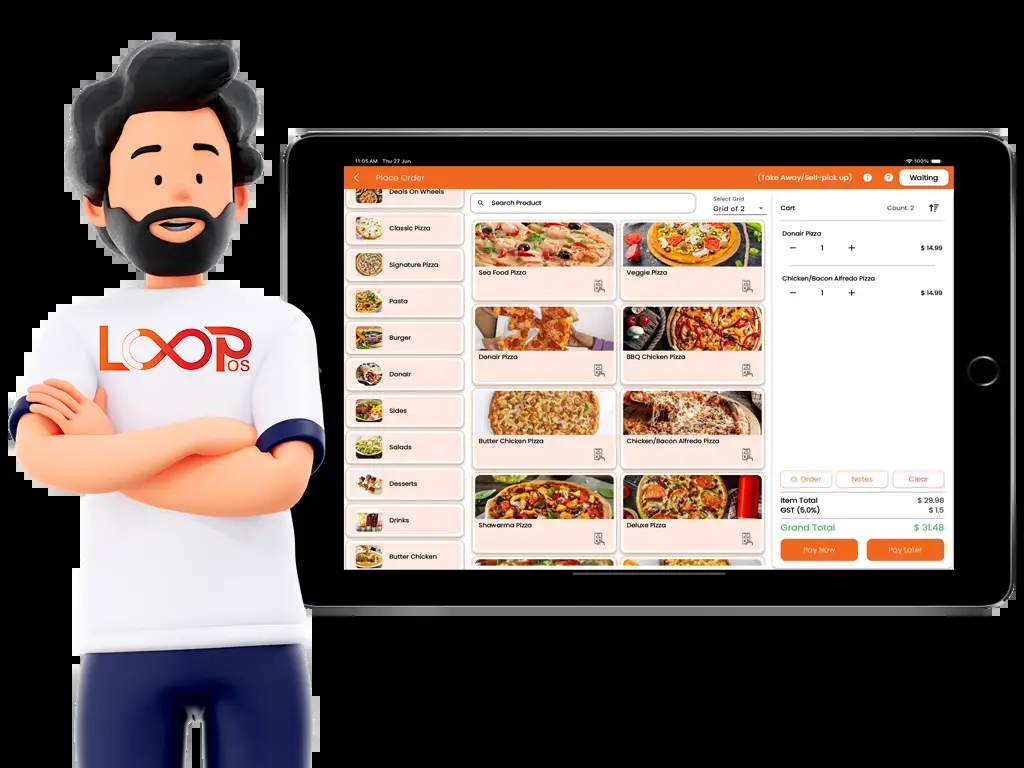 LOOP
OS
11:05 AM Thu 27 Jun
100%
Place Order
(Take Away/Self-pick up)
Waiting
Deals On Wheels
Classic Pizza
Signature Pizza
Pasta
Burger
Donair
Sides
Salads
Desserts
Drinks
Butter Chicken
Search Product
Select Grid
Grid of 2
Sea Food Pizza
Veggie Pizza
Donair Pizza
BBQ Chicken Pizza
Butter Chicken Pizza
Chicken/Bacon Alfredo Pizza
Shawarma Pizza
Deluxe Pizza
Cart
Count: 2
Donair Pizza
— 1 + $ 14.99
Chicken/Bacon Alfredo Pizza
— 1 + $ 14.99
O. Order
Notes
Clear
Item Total $ 29.98
GST (5.0%) $ 1.5
Grand Total $ 31.48
Pay Now
Pay Later